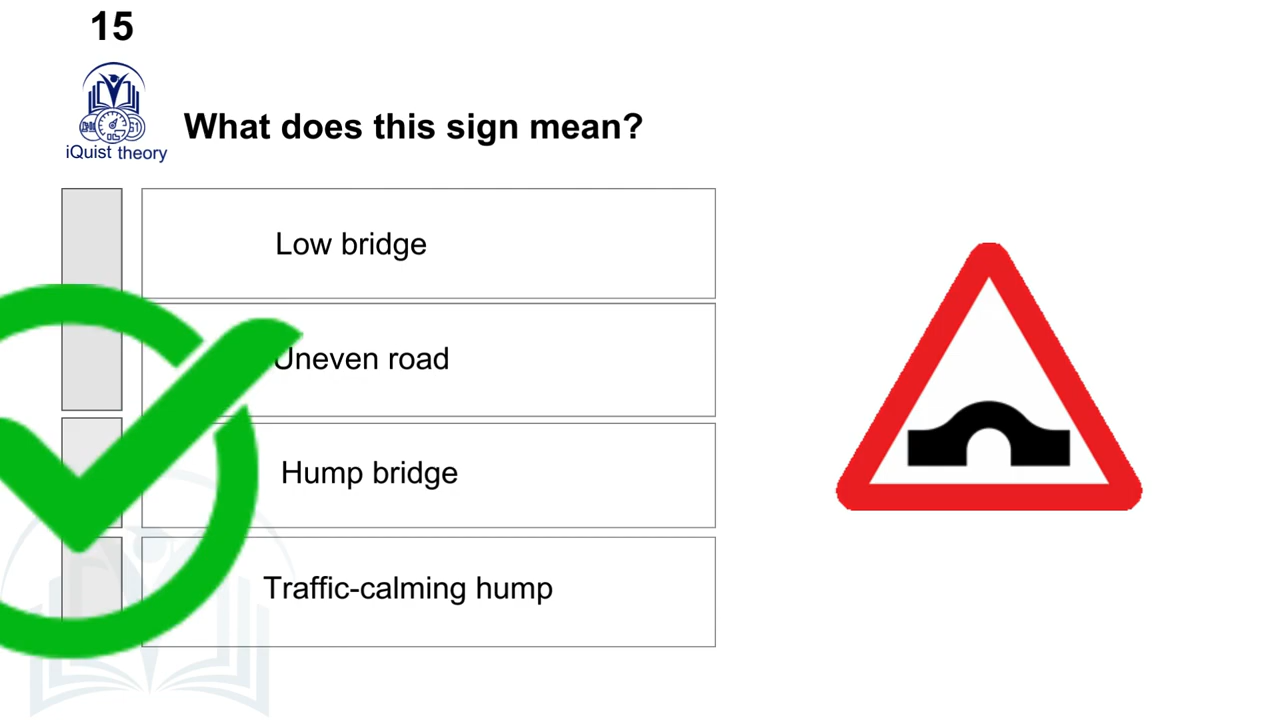 15
iQuist theory
What does this sign mean?
Low bridge
Uneven road
Hump bridge
Traffic-calming hump